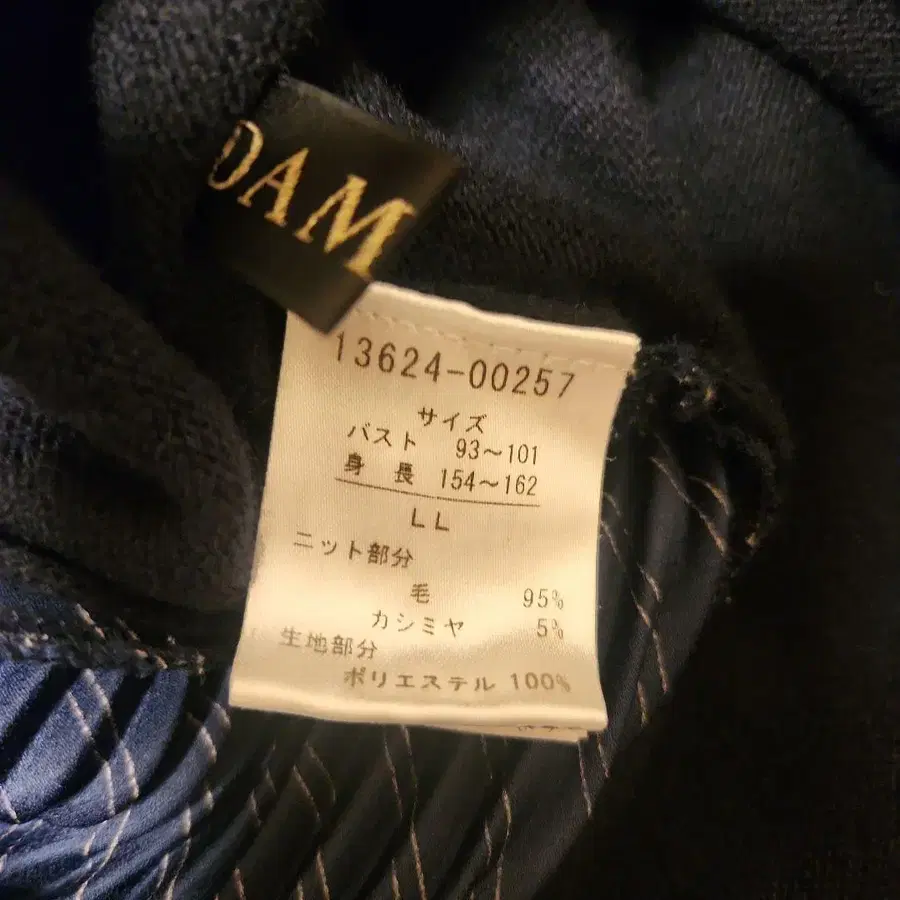 DAM
13624-00257
サイズ
バスト 93～101
身長 154～162
LL
ニット部分
毛 95%
カシミヤ 5%
生地部分
ポリエステル 100%